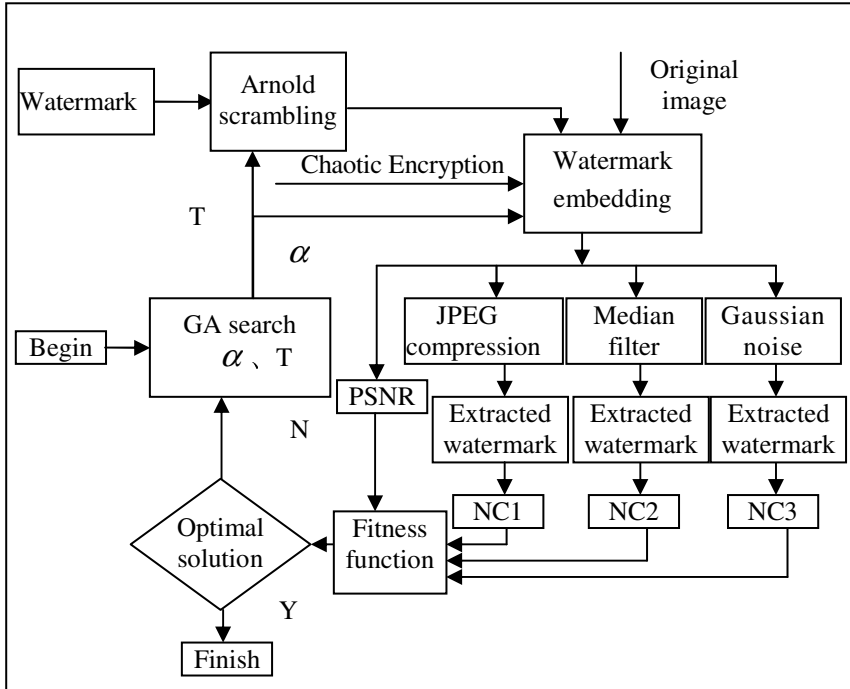 Watermark
Arnold
scrambling
Original
image
Chaotic Encryption
Watermark
embedding
T
α
Begin
GA search
α 、T
JPEG
compression
Median
filter
Gaussian
noise
PSNR
N
Extracted
watermark
Extracted
watermark
Extracted
watermark
NC1
NC2
NC3
Optimal
solution
Fitness
function
Y
Finish